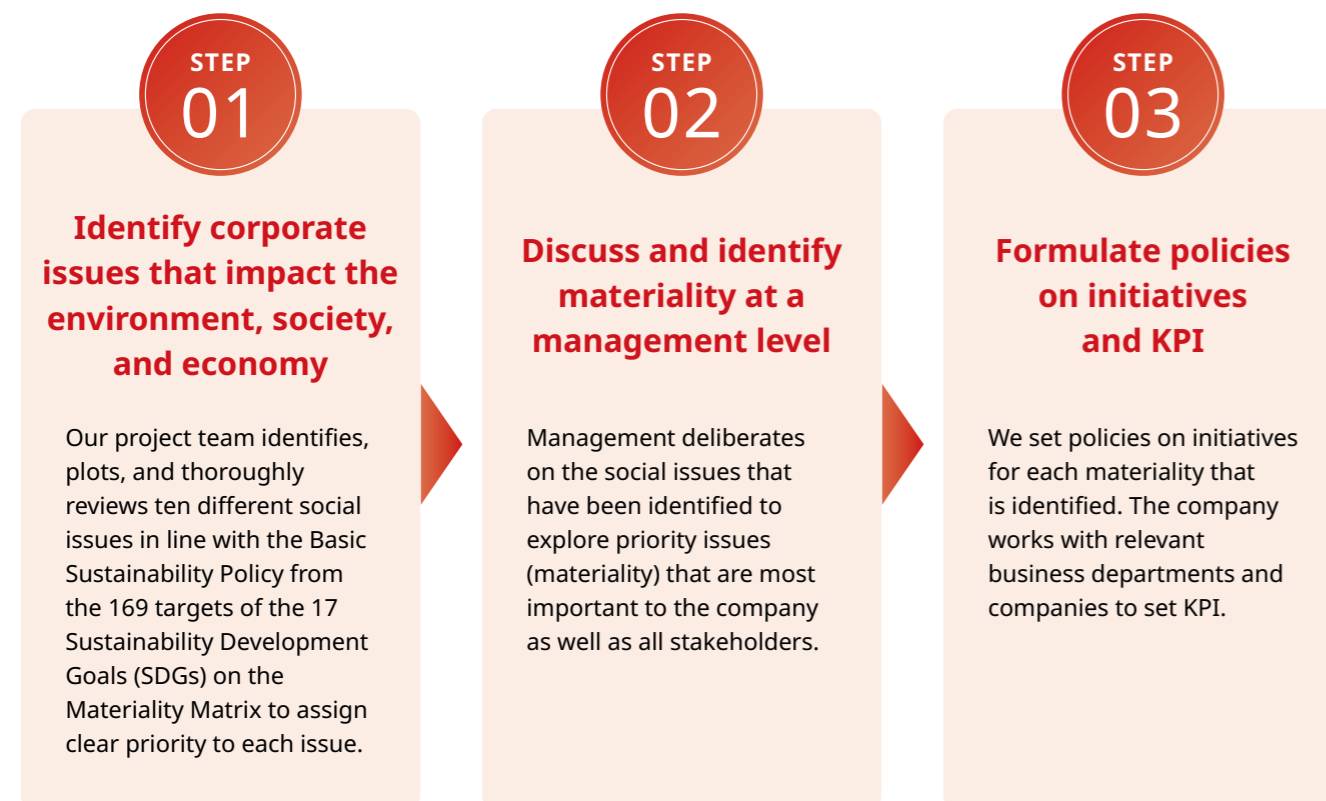 STEP
01
Identify corporate
issues that impact the
environment, society,
and economy
Our project team identifies,
plots, and thoroughly
reviews ten different social
issues in line with the Basic
Sustainability Policy from
the 169 targets of the 17
Sustainability Development
Goals (SDGs) on the
Materiality Matrix to assign
clear priority to each issue.
STEP
02
Discuss and identify
materiality at a
management level
Management deliberates
on the social issues that
have been identified to
explore priority issues
(materiality) that are most
important to the company
as well as all stakeholders.
STEP
03
Formulate policies
on initiatives
and KPI
We set policies on initiatives
for each materiality that
is identified. The company
works with relevant
business departments and
companies to set KPI.